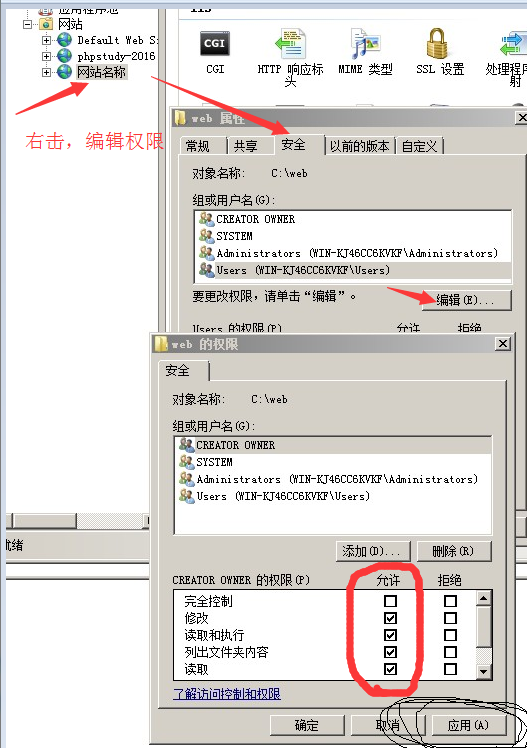 应用程序池
网站
Default Web S
phpstudy-2016
网站名称
CGI
HTTP 响应标
头
MIME 类型
SSL 设置
处理程序
射
右击，编辑权限
web 属性
常规
共享
安全
以前的版本
自定义
对象名称: C:\web
组或用户名(G):
CREATOR OWNER
SYSTEM
Administrators (WIN-KJ46CC6KVKF\Administrators)
Users (WIN-KJ46CC6KVKF\Users)
要更改权限，请单击“编辑”。
编辑(E)...
Users 的权限(P) 允许 拒绝
web 的权限
安全
对象名称: C:\web
组或用户名(G):
CREATOR OWNER
SYSTEM
Administrators (WIN-KJ46CC6KVKF\Administrators)
Users (WIN-KJ46CC6KVKF\Users)
添加(D)...
删除(R)
就绪
CREATOR OWNER 的权限(P) 允许 拒绝
完全控制
修改
读取和执行
列出文件夹内容
读取
了解访问控制和权限
确定
取消
应用(A)